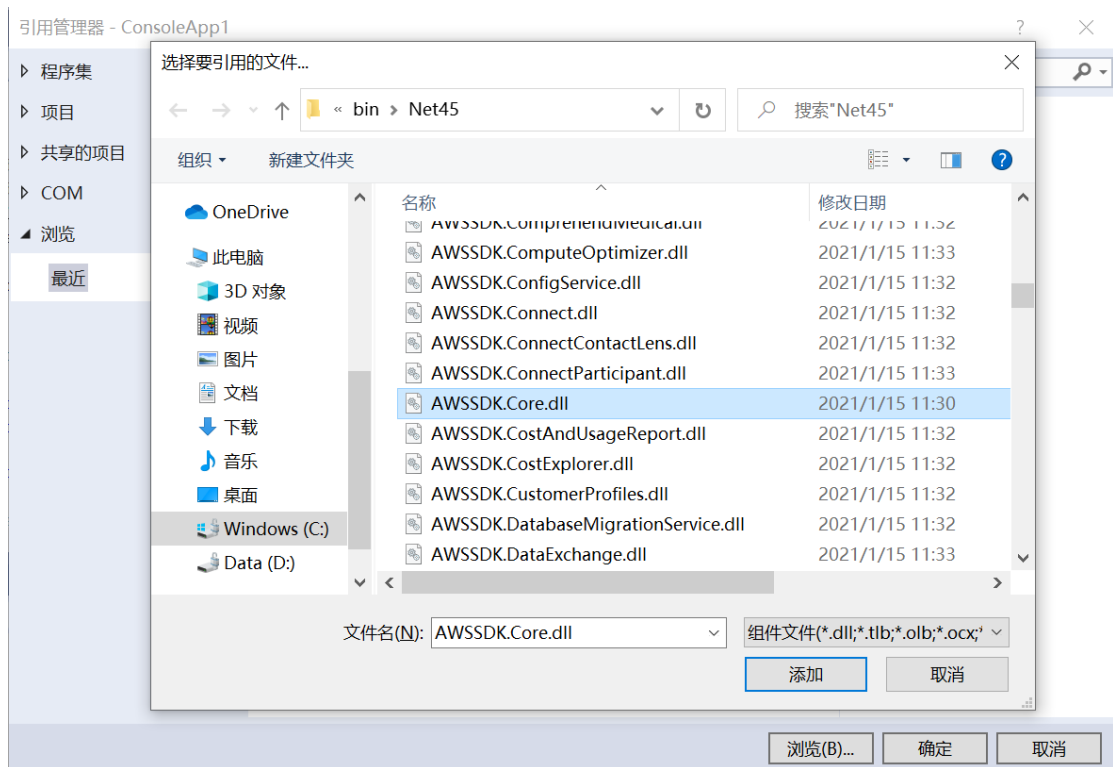 引用管理器 - ConsoleApp1
?
程序集
项目
共享的项目
COM
浏览
最近
选择要引用的文件...
« bin › Net45
搜索"Net45"
组织
新建文件夹
?
OneDrive
此电脑
3D 对象
视频
图片
文档
下载
音乐
桌面
Windows (C:)
Data (D:)
名称 修改日期
AWSSDK.ComprehendMedical.dll 2021/1/15 11:32
AWSSDK.ComputeOptimizer.dll 2021/1/15 11:33
AWSSDK.ConfigService.dll 2021/1/15 11:32
AWSSDK.Connect.dll 2021/1/15 11:32
AWSSDK.ConnectContactLens.dll 2021/1/15 11:32
AWSSDK.ConnectParticipant.dll 2021/1/15 11:33
AWSSDK.Core.dll 2021/1/15 11:30
AWSSDK.CostAndUsageReport.dll 2021/1/15 11:32
AWSSDK.CostExplorer.dll 2021/1/15 11:32
AWSSDK.CustomerProfiles.dll 2021/1/15 11:32
AWSSDK.DatabaseMigrationService.dll 2021/1/15 11:32
AWSSDK.DataExchange.dll 2021/1/15 11:33
文件名(N): AWSSDK.Core.dll
组件文件(*.dll;*.tlb;*.olb;*.ocx;*
添加 取消
浏览(B)... 确定 取消